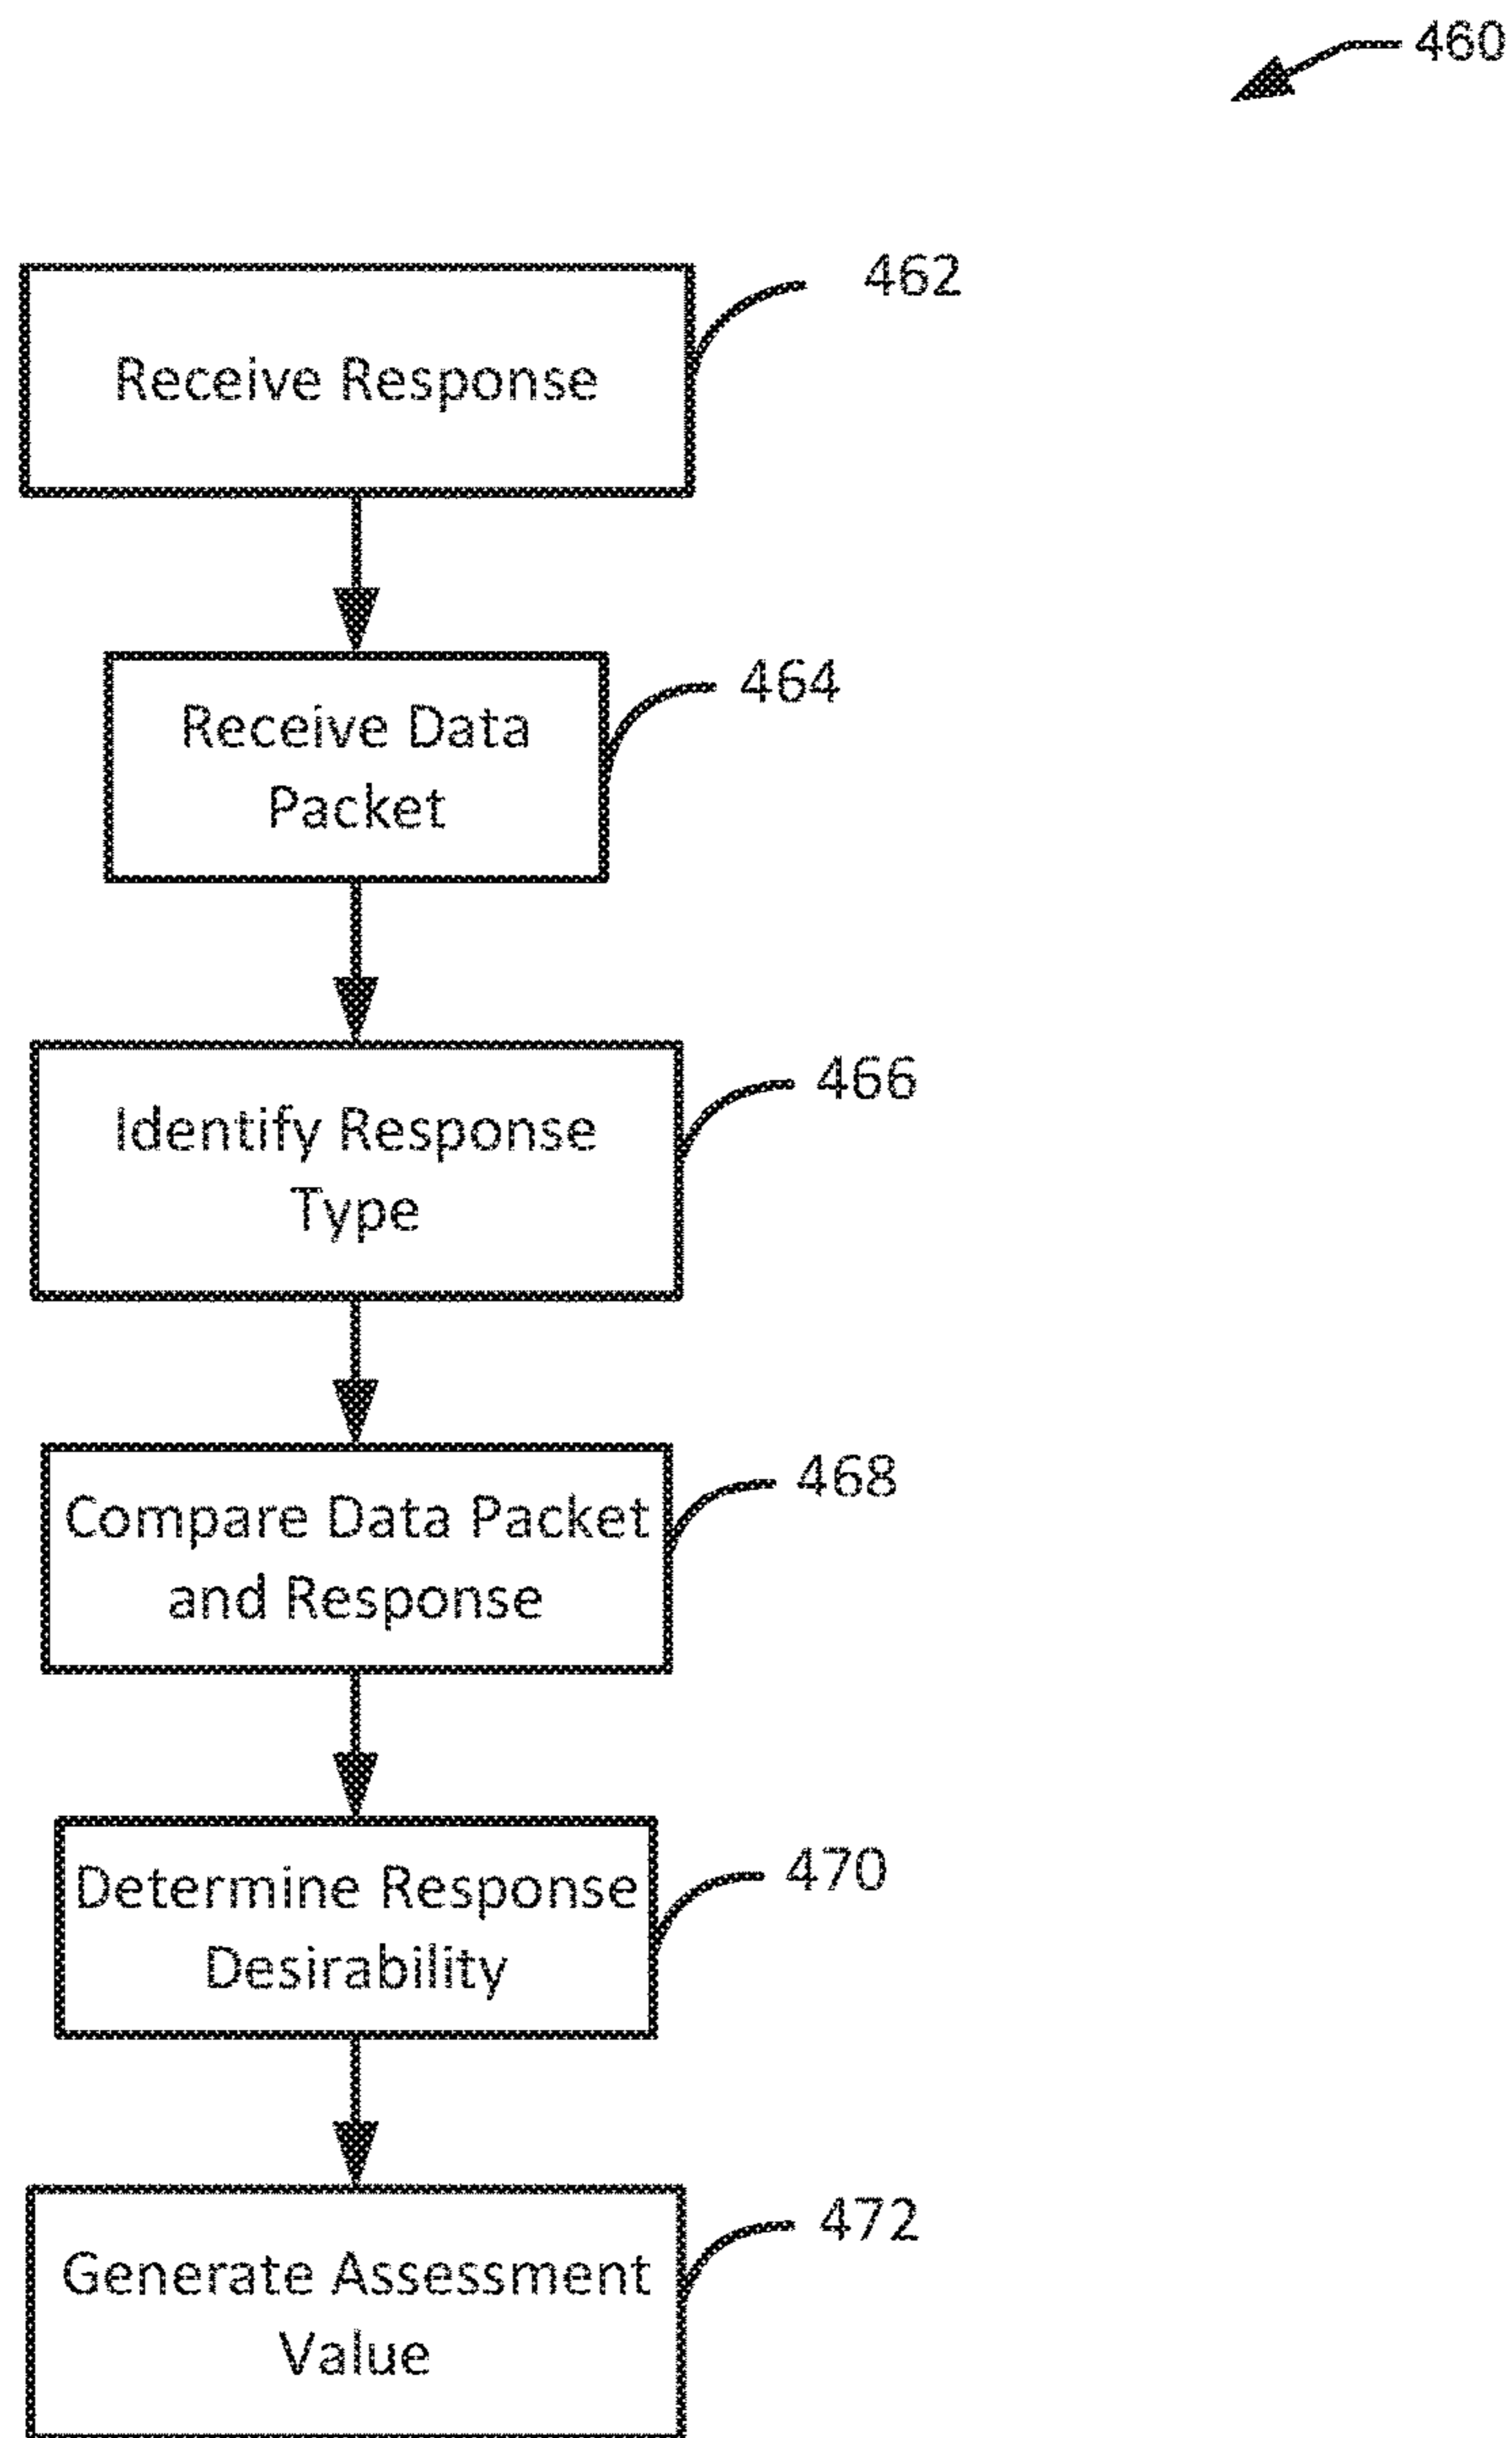 460
462
Receive Response
464
Receive Data
Packet
466
Identify Response
Type
468
Compare Data Packet
and Response
470
Determine Response
Desirability
472
Generate Assessment
Value